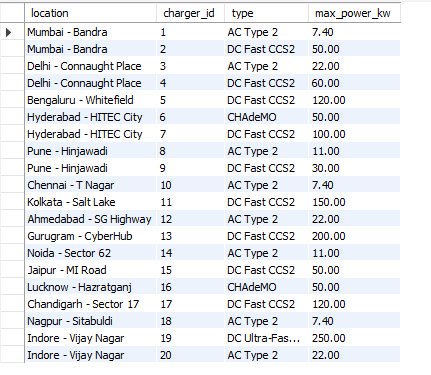 location charger_id type max_power_kw
Mumbai - Bandra 1 AC Type 2 7.40
Mumbai - Bandra 2 DC Fast CCS2 50.00
Delhi - Connaught Place 3 AC Type 2 22.00
Delhi - Connaught Place 4 DC Fast CCS2 60.00
Bengaluru - Whitefield 5 DC Fast CCS2 120.00
Hyderabad - HITEC City 6 CHAdeMO 50.00
Hyderabad - HITEC City 7 DC Fast CCS2 100.00
Pune - Hinjawadi 8 AC Type 2 11.00
Pune - Hinjawadi 9 DC Fast CCS2 30.00
Chennai - T Nagar 10 AC Type 2 7.40
Kolkata - Salt Lake 11 DC Fast CCS2 150.00
Ahmedabad - SG Highway 12 AC Type 2 22.00
Gurugram - CyberHub 13 DC Fast CCS2 200.00
Noida - Sector 62 14 AC Type 2 11.00
Jaipur - MI Road 15 DC Fast CCS2 50.00
Lucknow - Hazratganj 16 CHAdeMO 50.00
Chandigarh - Sector 17 17 DC Fast CCS2 120.00
Nagpur - Sitabuldi 18 AC Type 2 7.40
Indore - Vijay Nagar 19 DC Ultra-Fas... 250.00
Indore - Vijay Nagar 20 AC Type 2 22.00